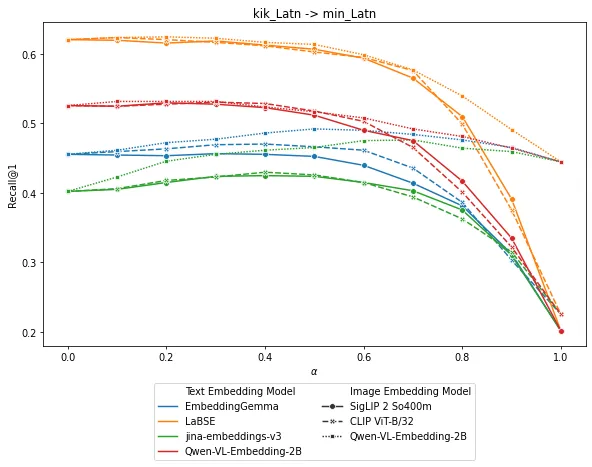 kik_Latn -> min_Latn
Recall@1
0.6
0.5
0.4
0.3
0.2
0.0
0.2
0.4
0.6
0.8
1.0
α
Text Embedding Model
EmbeddingGemma
LaBSE
jina-embeddings-v3
Qwen-VL-Embedding-2B
Image Embedding Model
SigLIP 2 So400m
CLIP ViT-B/32
Qwen-VL-Embedding-2B